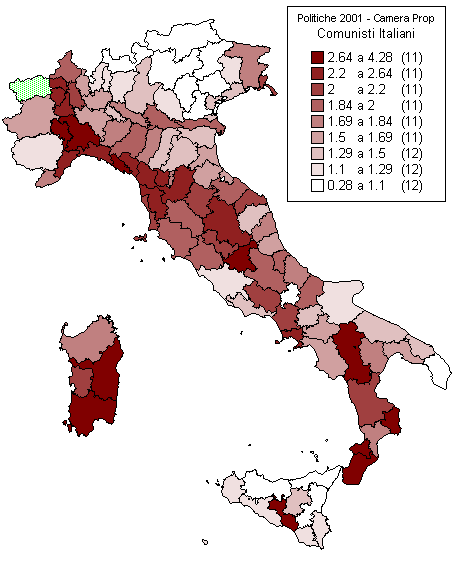 Politiche 2001 - Camera Prop
Comunisti Italiani
2.64 a 4.28 (11)
2.2 a 2.64 (11)
2 a 2.2 (11)
1.84 a 2 (11)
1.69 a 1.84 (11)
1.5 a 1.69 (11)
1.29 a 1.5 (12)
1.1 a 1.29 (12)
0.28 a 1.1 (12)